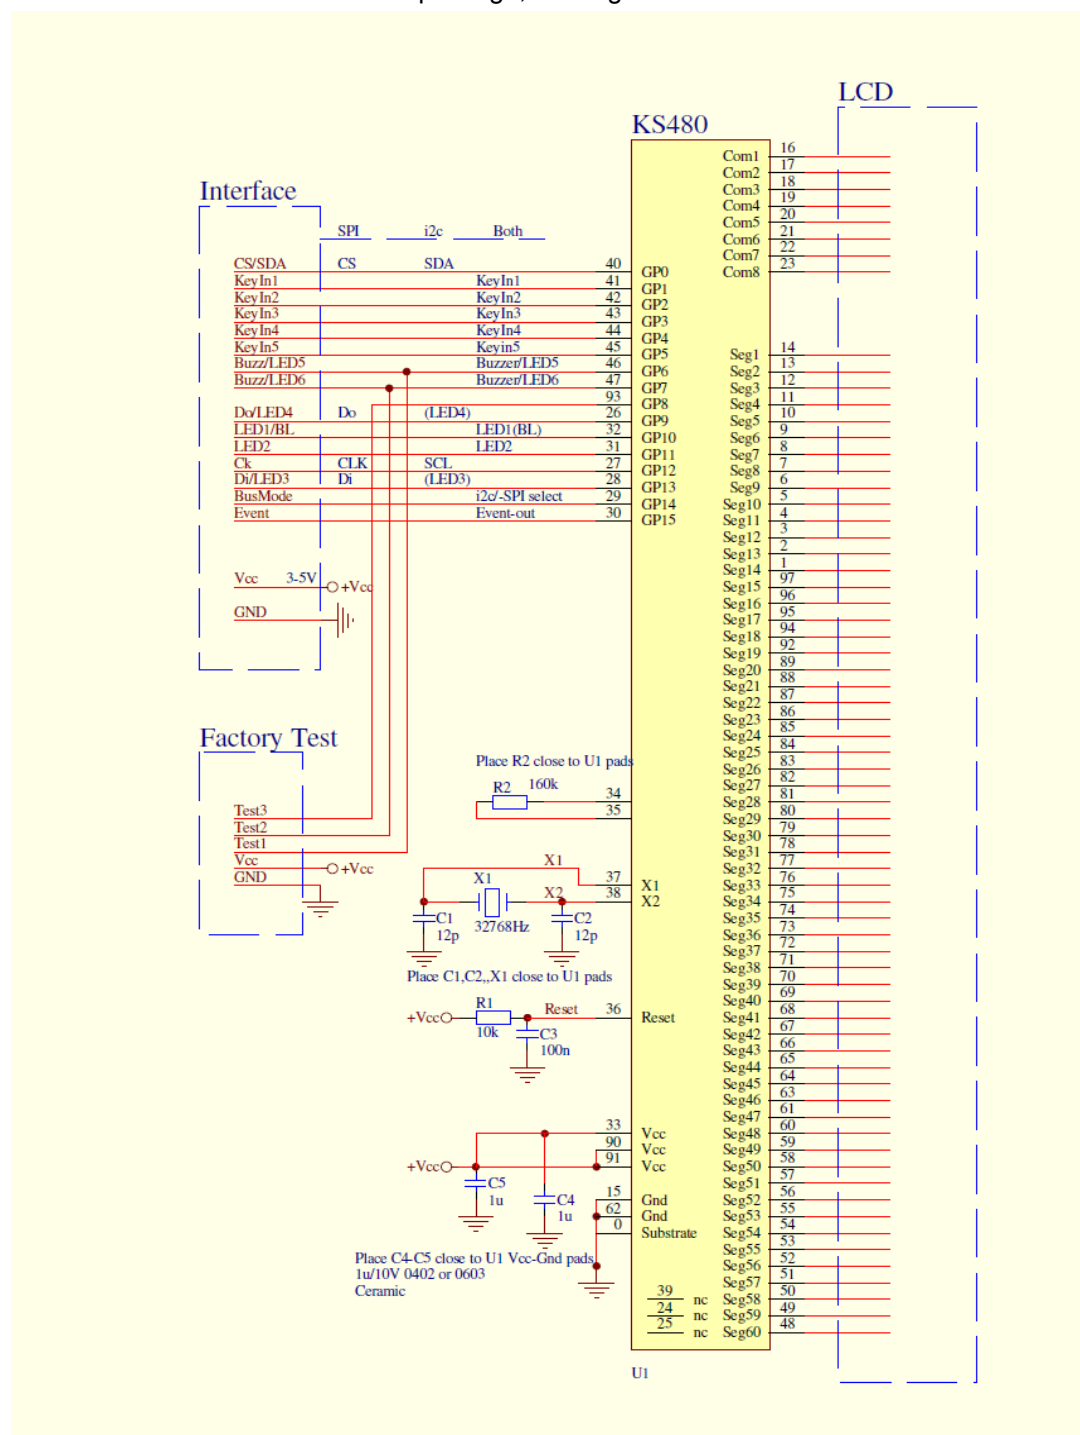 LCD
KS480
Interface
SPI i2c Both
CS/SDA CS SDA 40 GP0
KeyIn1 KeyIn1 41 GP1
KeyIn2 KeyIn2 42 GP2
KeyIn3 KeyIn3 43 GP3
KeyIn4 KeyIn4 44 GP4
KeyIn5 Keyin5 45 GP5
Buzz/LED5 Buzzer/LED5 46 GP6
Buzz/LED6 Buzzer/LED6 47 GP7
93 GP8
Do/LED4 Do (LED4) 26 GP9
LED1/BL LED1(BL) 32 GP10
LED2 LED2 31 GP11
Ck CLK SCL 27 GP12
Di/LED3 Di (LED3) 28 GP13
BusMode i2c/-SPI select 29 GP14
Event Event-out 30 GP15
Vcc 3-5V +Vcc
GND
Factory Test
Test3
Test2
Test1
Vcc +Vcc
GND
Place R2 close to U1 pads
R2 160k 34
35
X1 37 X1
X1 X2 38 X2
C1 32768Hz C2
12p 12p
Place C1,C2,,X1 close to U1 pads
R1 Reset 36 Reset
+Vcc 10k C3
100n
33 Vcc
90 Vcc
+Vcc 91 Vcc
C5 15 Gnd
1u C4 62 Gnd
1u 0 Substrate
Place C4-C5 close to U1 Vcc-Gnd pads
1u/10V 0402 or 0603
Ceramic
39 nc
24 nc
25 nc
U1
Com1 16
Com2 17
Com3 18
Com4 19
Com5 20
Com6 21
Com7 22
Com8 23
Seg1 14
Seg2 13
Seg3 12
Seg4 11
Seg5 10
Seg6 9
Seg7 8
Seg8 7
Seg9 6
Seg10 5
Seg11 4
Seg12 3
Seg13 2
Seg14 1
Seg15 97
Seg16 96
Seg17 95
Seg18 94
Seg19 92
Seg20 89
Seg21 88
Seg22 87
Seg23 86
Seg24 85
Seg25 84
Seg26 83
Seg27 82
Seg28 81
Seg29 80
Seg30 79
Seg31 78
Seg32 77
Seg33 76
Seg34 75
Seg35 74
Seg36 73
Seg37 72
Seg38 71
Seg39 70
Seg40 69
Seg41 68
Seg42 67
Seg43 66
Seg44 65
Seg45 64
Seg46 63
Seg47 61
Seg48 60
Seg49 59
Seg50 58
Seg51 57
Seg52 56
Seg53 55
Seg54 54
Seg55 53
Seg56 52
Seg57 51
Seg58 50
Seg59 49
Seg60 48